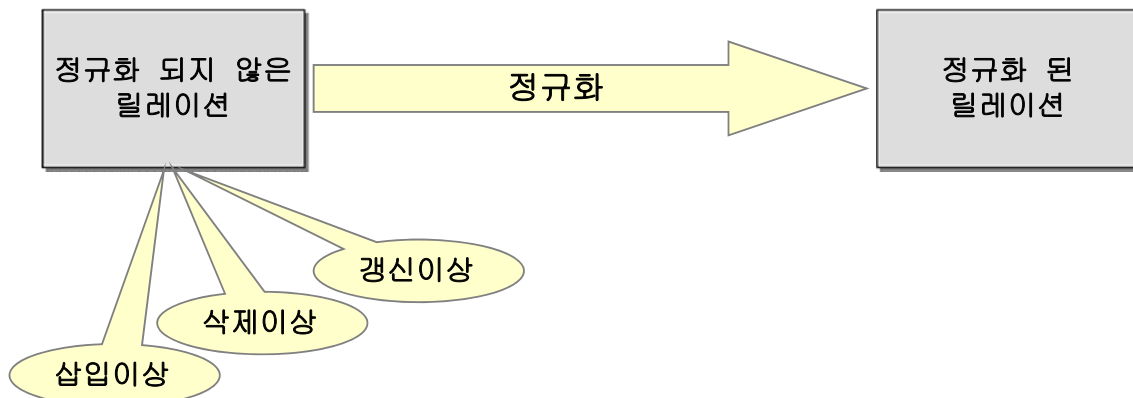 정규화 되지 않은
릴레이션
정규화
정규화 된
릴레이션
갱신이상
삭제이상
삽입이상